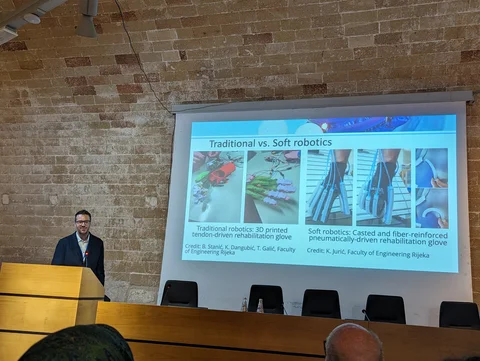 Traditional vs. Soft robotics
Traditional robotics: 3D printed
tendon-driven rehabilitation glove
Credit: B. Stanić, K. Dangubić, T. Galić, Faculty
of Engineering Rijeka
Soft robotics: Casted and fiber-reinforced
pneumatically-driven rehabilitation glove
Credit: K. Jurić, Faculty of Engineering Rijeka